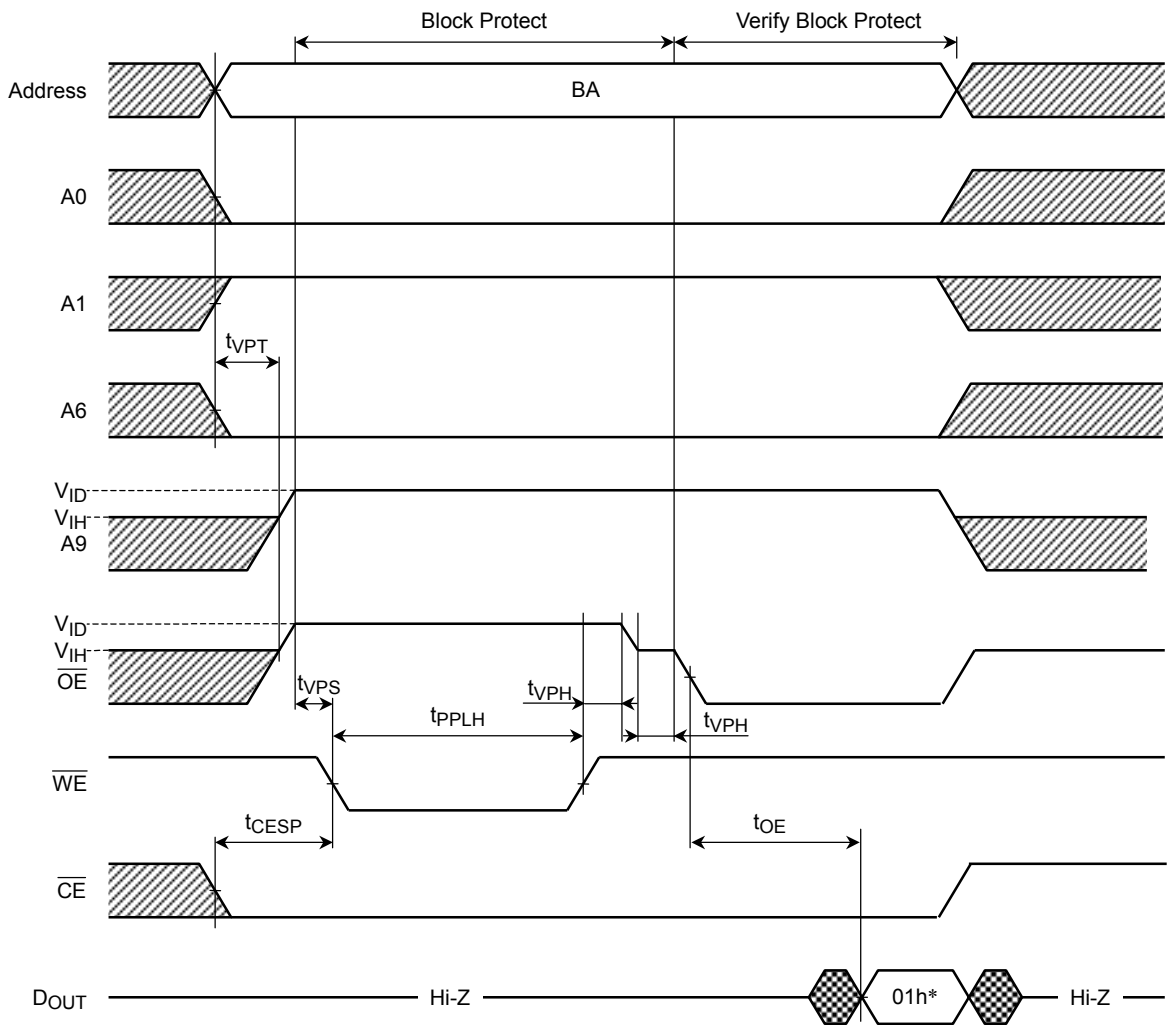 Block Protect
Verify Block Protect
Address
BA
A0
A1
tVPT
A6
VID
VIH
A9
VID
VIH
OE
tVPS
tVPH
tPPLH
tVPH
WE
tCESP
tOE
CE
DOUT
Hi-Z
01h*
Hi-Z